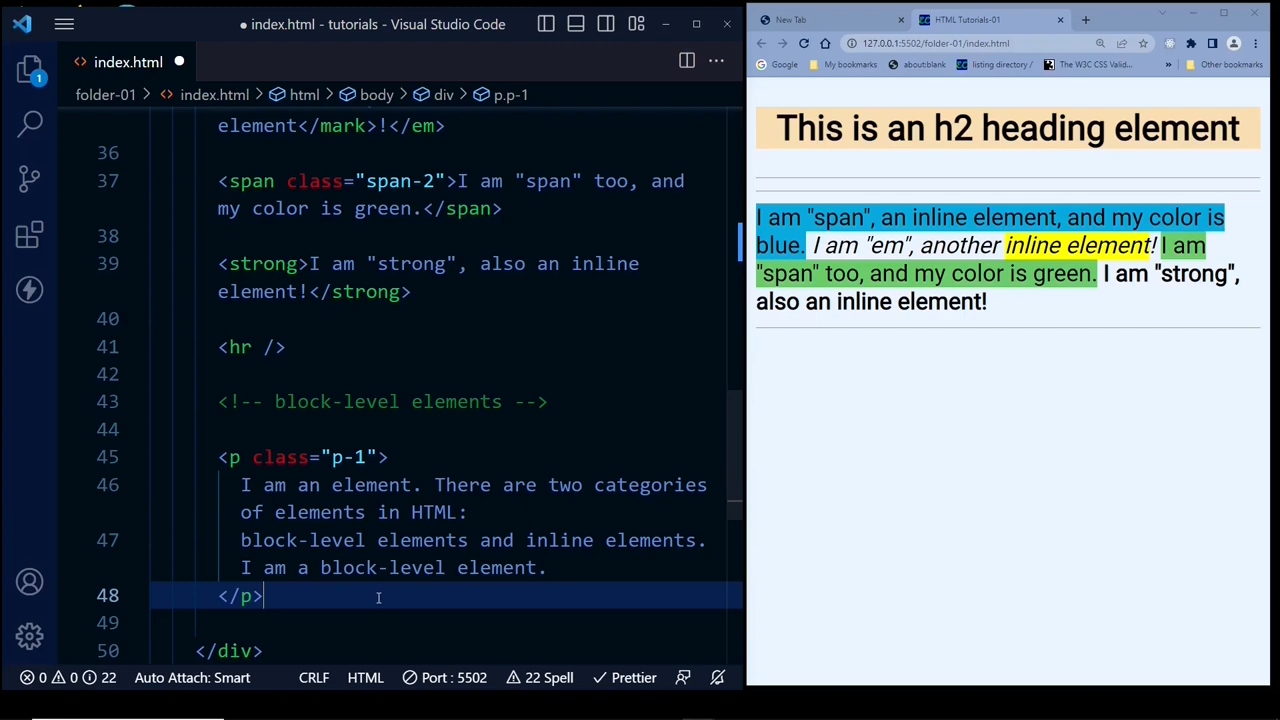 index.html - tutorials - Visual Studio Code
index.html
folder-01 > index.html > html > body > div > p.p-1
element</mark>!</em>
36
37 <span class="span-2">I am "span" too, and
my color is green.</span>
38
39 <strong>I am "strong", also an inline
element!</strong>
40
41 <hr />
42
43 <!-- block-level elements -->
44
45 <p class="p-1">
46 I am an element. There are two categories
of elements in HTML:
47 block-level elements and inline elements.
I am a block-level element.
48 </p>
49
50 </div>
1
0 0 22 Auto Attach: Smart CRLF HTML Port : 5502 22 Spell Prettier
New Tab HTML Tutorials-01
127.0.0.1:5502/folder-01/index.html
Google My bookmarks about:blank listing directory / The W3C CSS Valid... » Other bookmarks
This is an h2 heading element
I am "span", an inline element, and my color is
blue. I am "em", another inline element! I am
"span" too, and my color is green. I am "strong",
also an inline element!